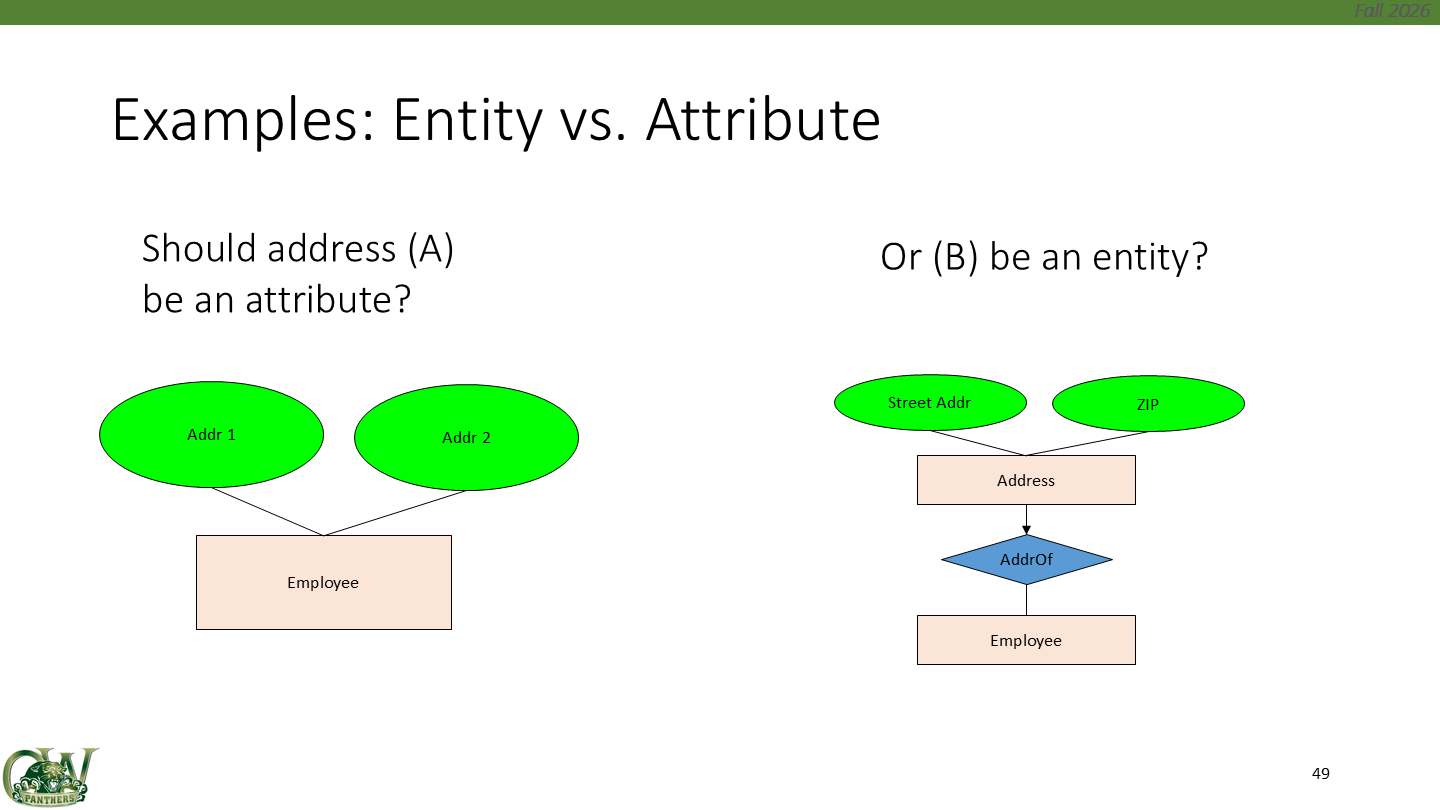 Fall 2026
Examples: Entity vs. Attribute
Should address (A)
be an attribute?
Or (B) be an entity?
Addr 1
Addr 2
Employee
Street Addr
ZIP
Address
AddrOf
Employee
OW
PANTHERS
49